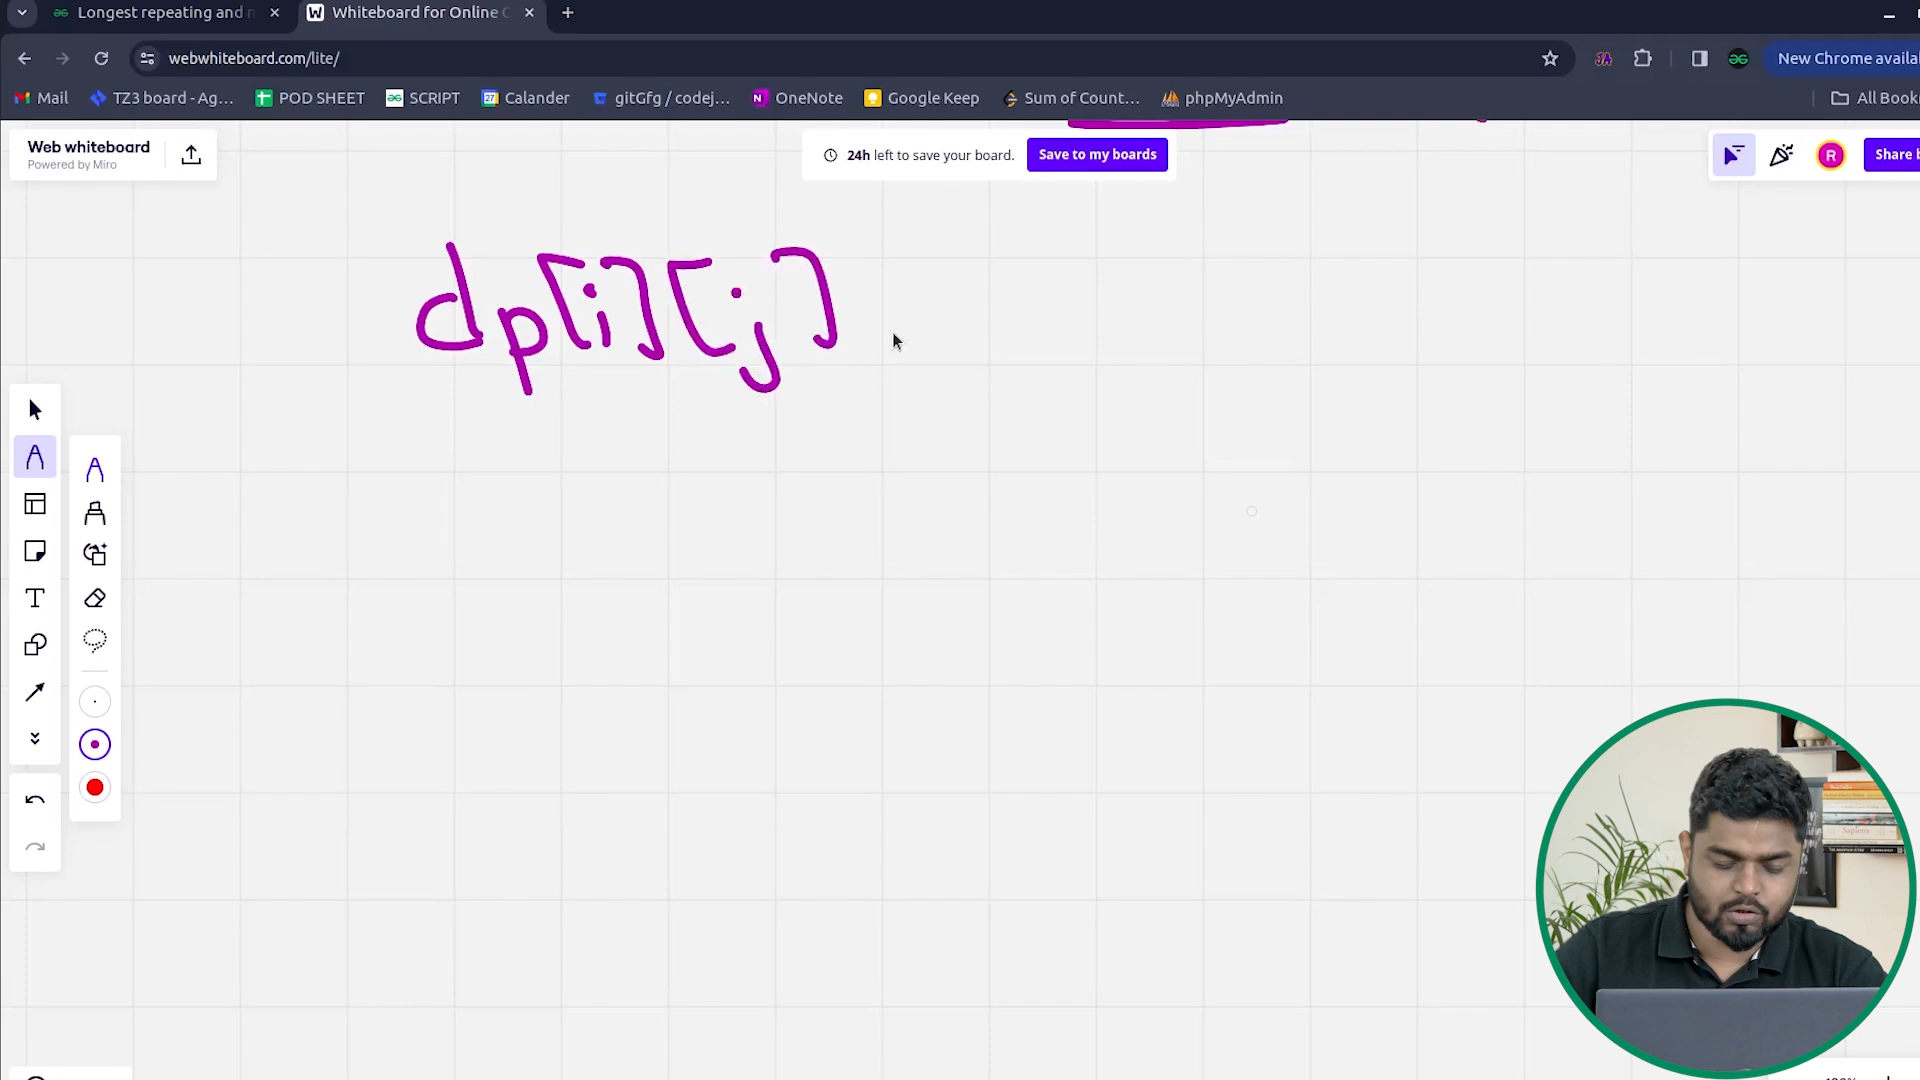 Longest repeating and n
Whiteboard for Online C
webwhiteboard.com/lite/
New Chrome availa
Mail
TZ3 board - Ag...
POD SHEET
SCRIPT
27
Calander
gitGfg / codej...
N
OneNote
Google Keep
Sum of Count...
phpMyAdmin
All Book
Web whiteboard
Powered by Miro
24h left to save your board.
Save to my boards
R
Share b
dp[i][j]
T
Sapiens